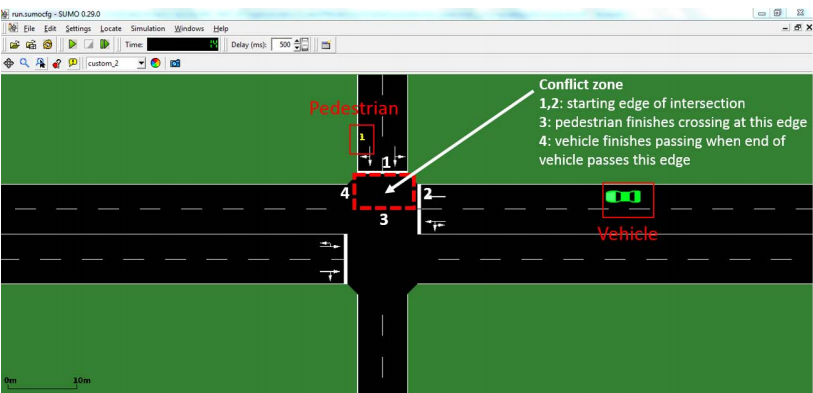 run.sumocfg - SUMO 0.29.0
File Edit Settings Locate Simulation Windows Help
Time: Delay (ms): 500
custom_2
Conflict zone
1,2: starting edge of intersection
3: pedestrian finishes crossing at this edge
4: vehicle finishes passing when end of
vehicle passes this edge
Pedestrian
1
1
4
2
3
Vehicle
0m 10m